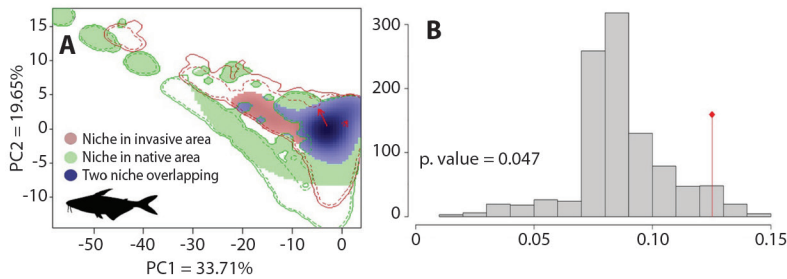 A
15
10
5
0
-5
-10
PC2 = 19.65%
Niche in invasive area
Niche in native area
Two niche overlapping
-50
-40
-30
-20
-10
0
PC1 = 33.71%
B
300
200
100
0
p. value = 0.047
0
0.05
0.10
0.15